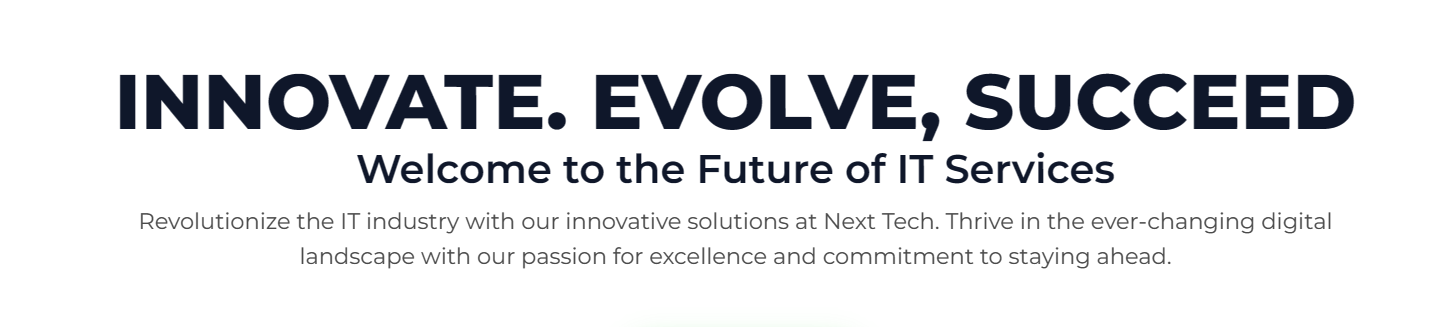 INNOVATE. EVOLVE, SUCCEED
Welcome to the Future of IT Services
Revolutionize the IT industry with our innovative solutions at Next Tech. Thrive in the ever-changing digital
landscape with our passion for excellence and commitment to staying ahead.